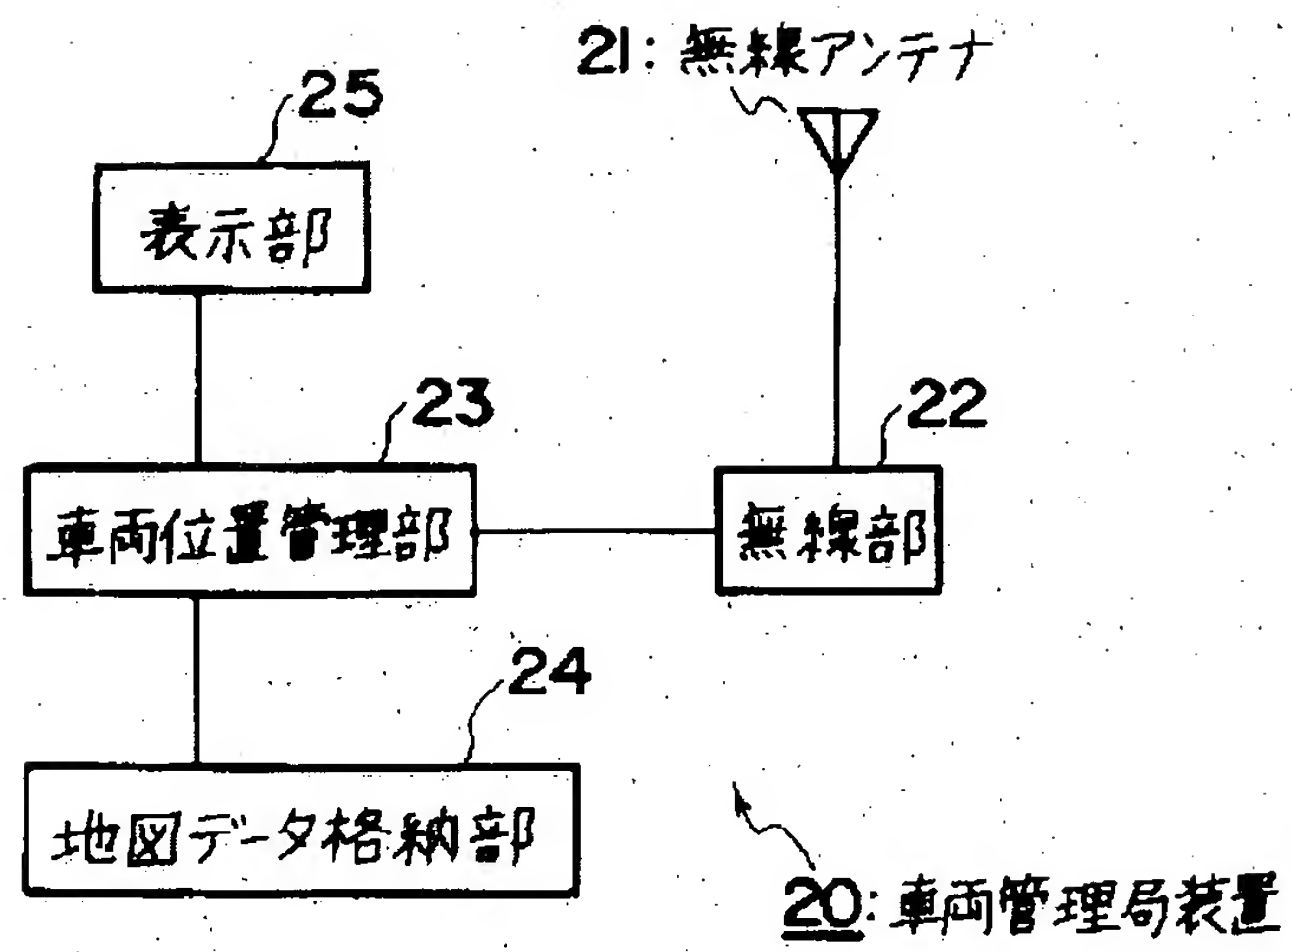 21: 無線アンテナ
25
表示部
23
22
車両位置管理部
無線部
24
地図データ格納部
20: 車両管理局装置